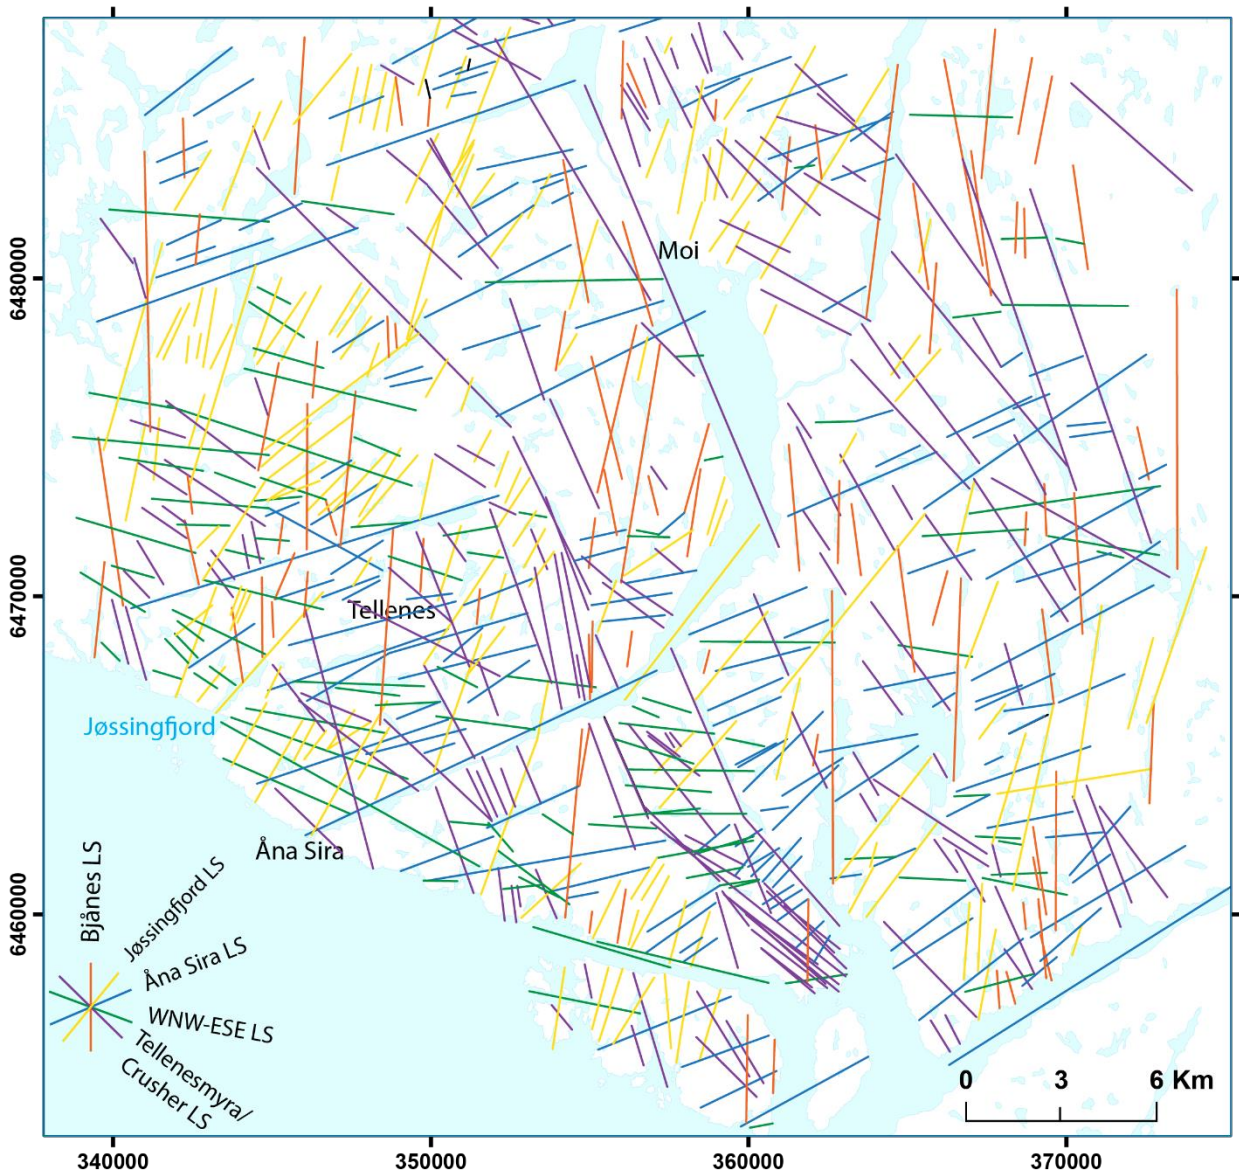 Moi
6480000
6470000
Tellenes
Jøssingfjord
Åna Sira
6460000
Bjånes LS
Jøssingfjord LS
Åna Sira LS
WNW-ESE LS
Tellenesmyra/
Crusher LS
0 3 6 Km
340000 350000 360000 370000